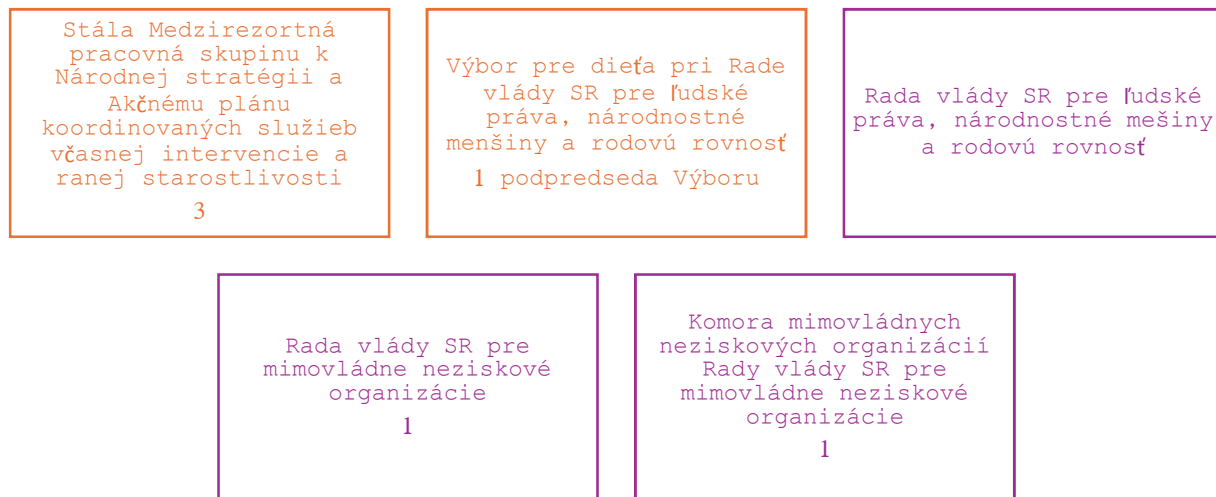 Stála Medzirezortná
pracovná skupinu k
Národnej stratégii a
Akčnému plánu
koordinovaných služieb
včasnej intervencie a
ranej starostlivosti
3
Výbor pre dieťa pri Rade
vlády SR pre ľudské
práva, národnostné
menšiny a rodovú rovnosť
1 podpredseda Výboru
Rada vlády SR pre ľudské
práva, národnostné mešiny
a rodovú rovnosť
Rada vlády SR pre
mimovládne neziskové
organizácie
1
Komora mimovládnych
neziskových organizácií
Rady vlády SR pre
mimovládne neziskové
organizácie
1